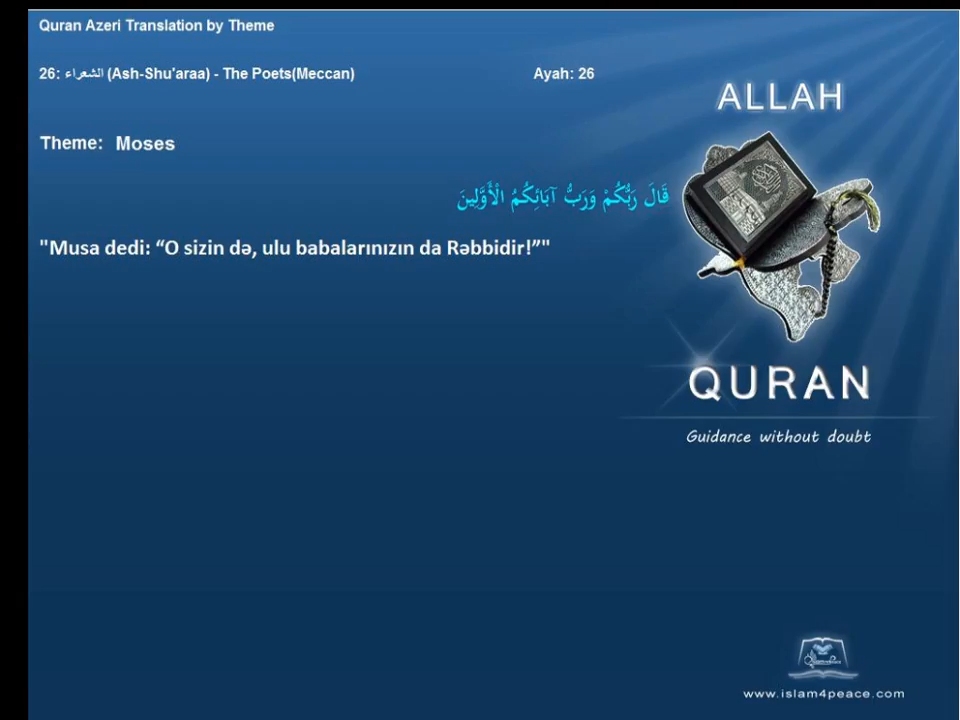 Quran Azeri Translation by Theme
26: الشعراء (Ash-Shu'araa) - The Poets(Meccan) Ayah: 26
ALLAH
Theme: Moses
قَالَ رَبُّكُمْ وَرَبُّ آبَائِكُمُ الْأَوَّلِينَ
"Musa dedi: “O sizin də, ulu babalarınızın da Rəbbidir!”"
QURAN
Guidance without doubt
www.islam4peace.com